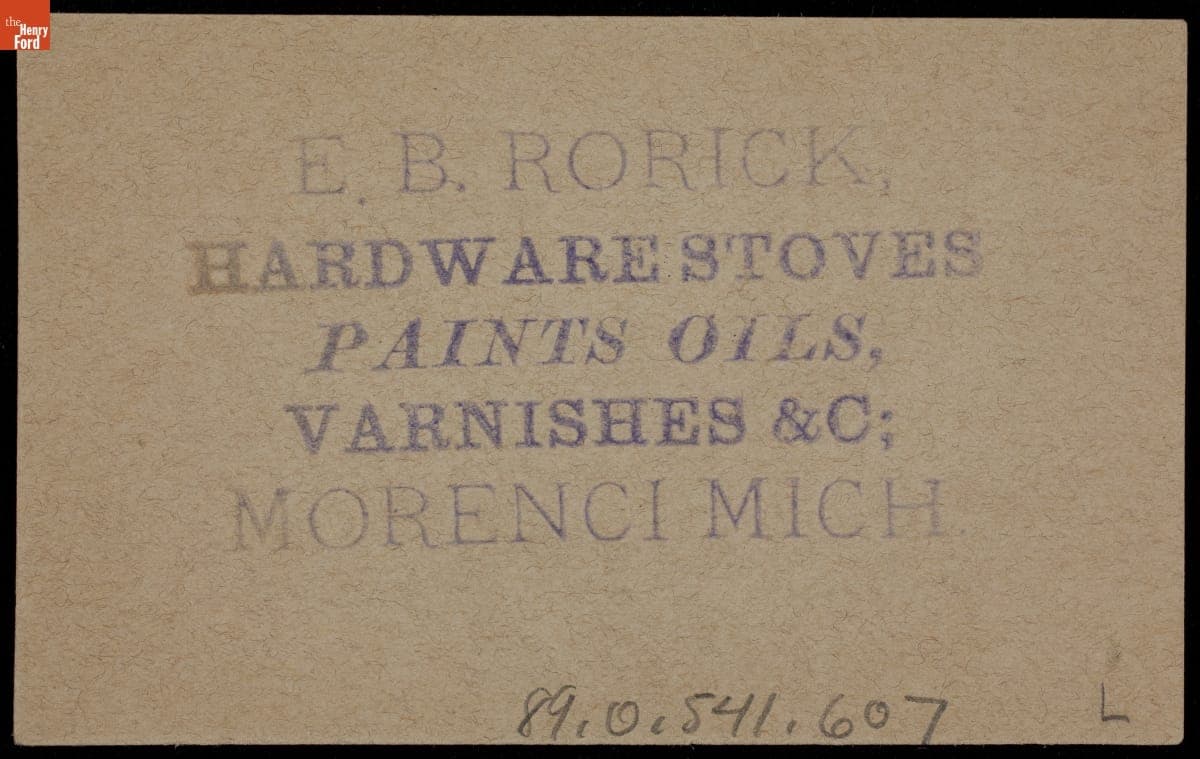 the
Henry
Ford
E. B. RORICK,
HARDWARE STOVES
PAINTS OILS,
VARNISHES &C;
MORENCI MICH.
89.0.541.607
L